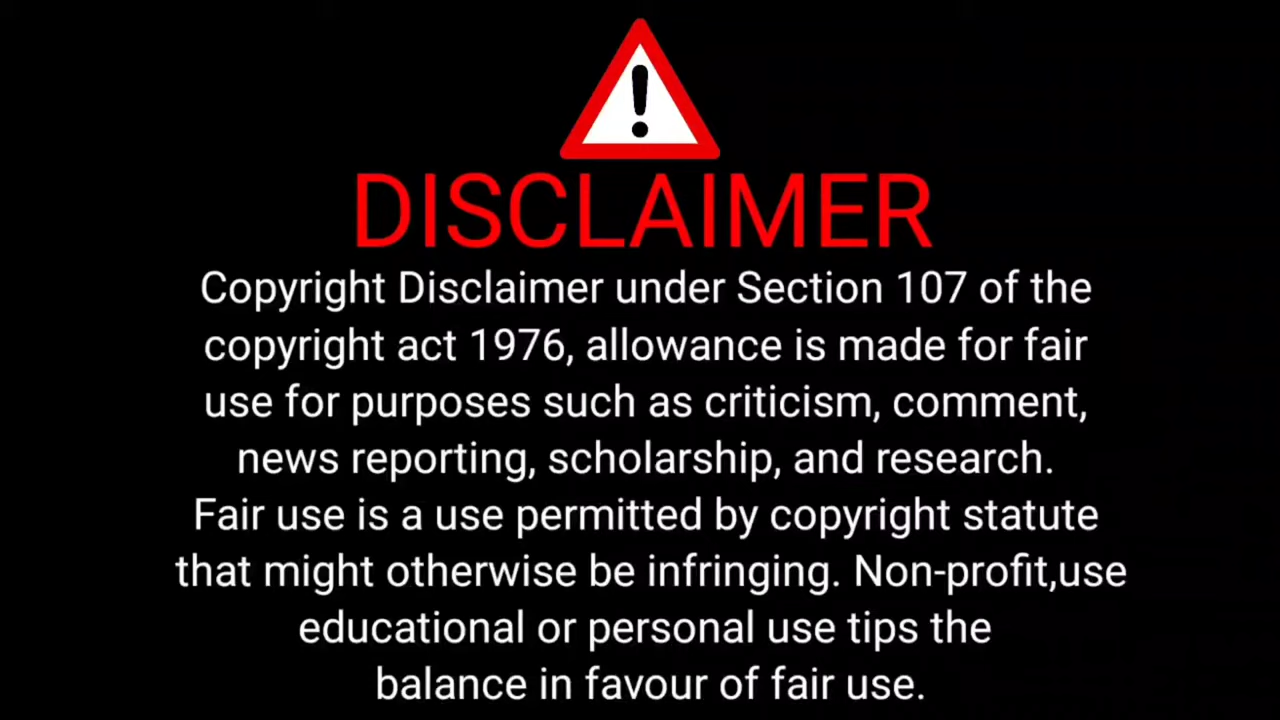 DISCLAIMER
Copyright Disclaimer under Section 107 of the
copyright act 1976, allowance is made for fair
use for purposes such as criticism, comment,
news reporting, scholarship, and research.
Fair use is a use permitted by copyright statute
that might otherwise be infringing. Non-profit,use
educational or personal use tips the
balance in favour of fair use.